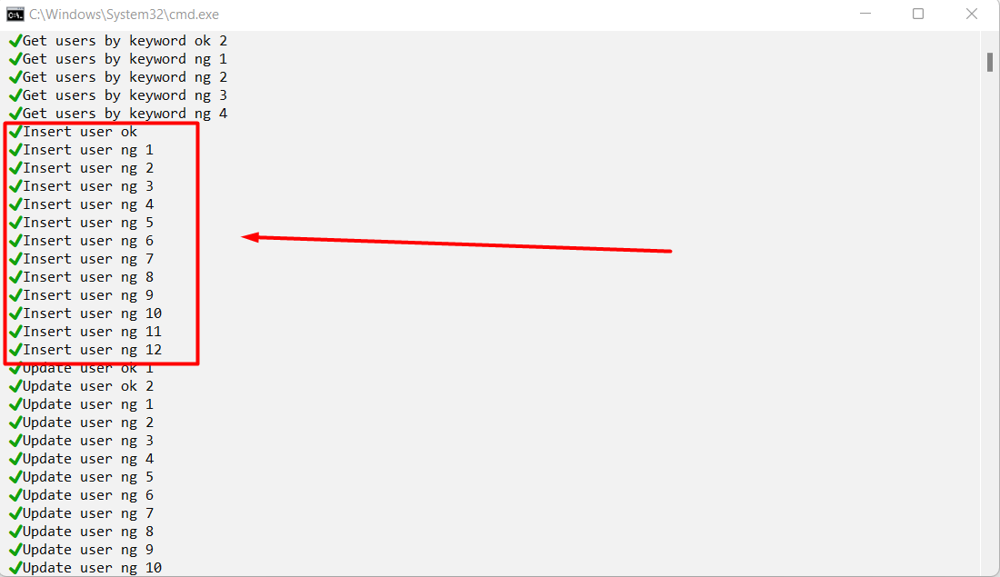 C:\Windows\System32\cmd.exe
✔Get users by keyword ok 2
✔Get users by keyword ng 1
✔Get users by keyword ng 2
✔Get users by keyword ng 3
✔Get users by keyword ng 4
✔Insert user ok
✔Insert user ng 1
✔Insert user ng 2
✔Insert user ng 3
✔Insert user ng 4
✔Insert user ng 5
✔Insert user ng 6
✔Insert user ng 7
✔Insert user ng 8
✔Insert user ng 9
✔Insert user ng 10
✔Insert user ng 11
✔Insert user ng 12
✔Update user ok 1
✔Update user ok 2
✔Update user ng 1
✔Update user ng 2
✔Update user ng 3
✔Update user ng 4
✔Update user ng 5
✔Update user ng 6
✔Update user ng 7
✔Update user ng 8
✔Update user ng 9
✔Update user ng 10